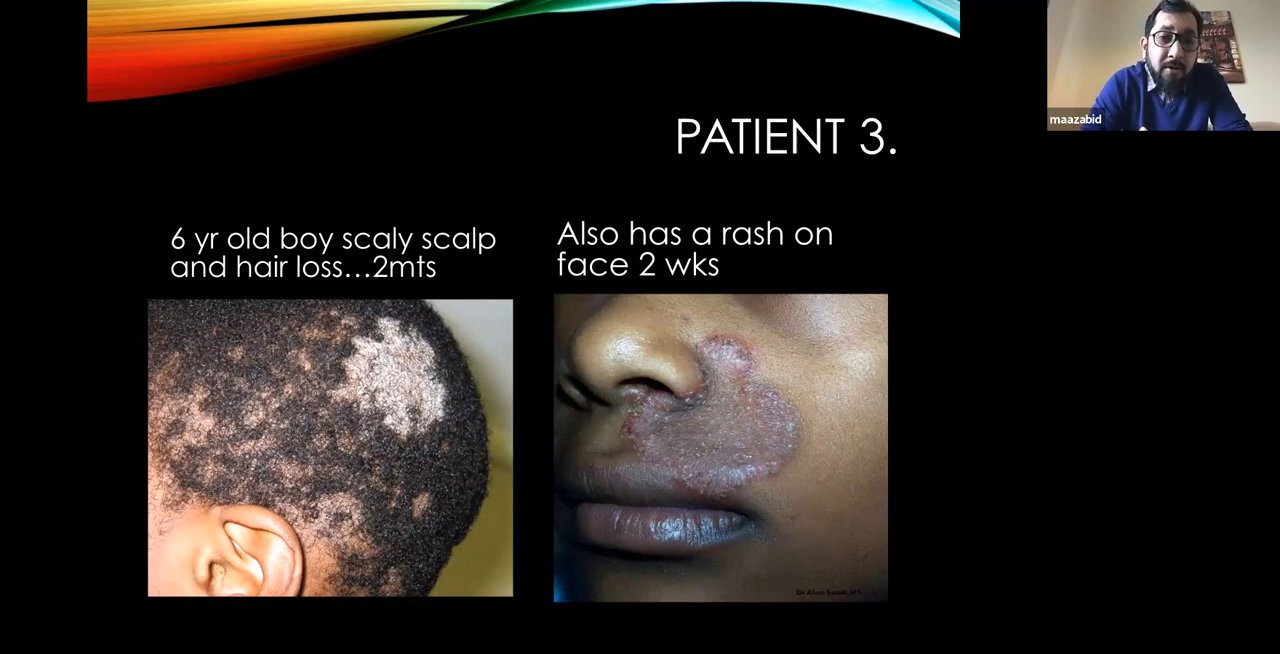 maazabid
PATIENT 3.
6 yr old boy scaly scalp
and hair loss...2mts
Also has a rash on
face 2 wks